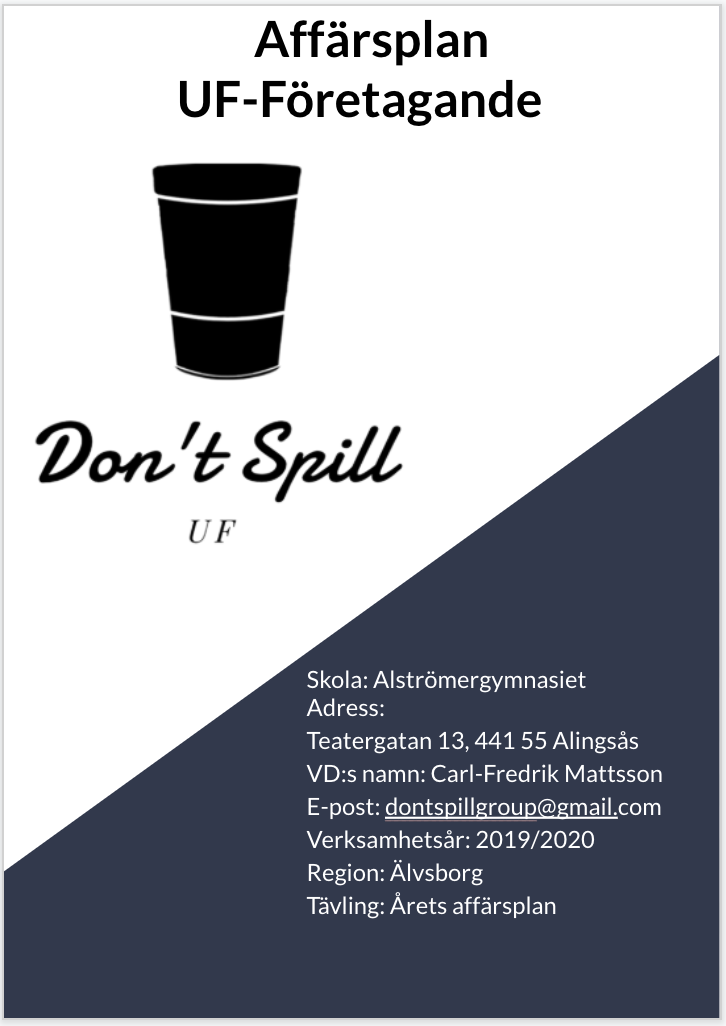 Affärsplan
UF-Företagande
Don't Spill
UF
Skola: Alströmergymnasiet
Adress:
Teatergatan 13, 441 55 Alingsås
VD:s namn: Carl-Fredrik Mattsson
E-post: dontspillgroup@gmail.com
Verksamhetsår: 2019/2020
Region: Älvsborg
Tävling: Årets affärsplan